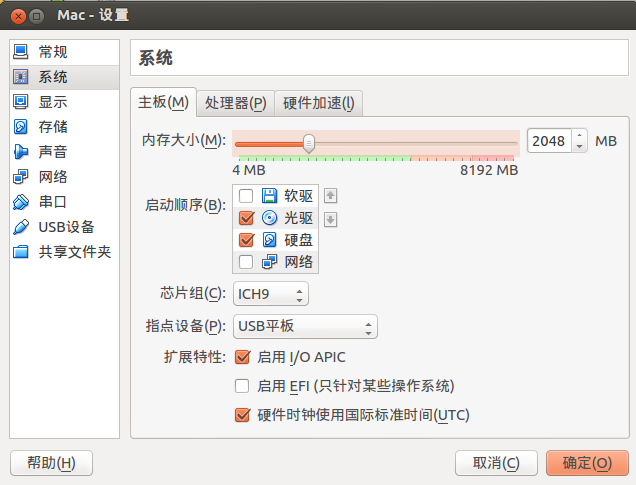 Mac - 设置
常规
系统
显示
存储
声音
网络
串口
USB设备
共享文件夹
系统
主板(M) 处理器(P) 硬件加速(l)
内存大小(M): 2048 MB
4 MB 8192 MB
启动顺序(B): 软驱
光驱
硬盘
网络
芯片组(C): ICH9
指点设备(P): USB平板
扩展特性: 启用 I/O APIC
启用 EFI (只针对某些操作系统)
硬件时钟使用国际标准时间(UTC)
帮助(H) 取消(C) 确定(O)